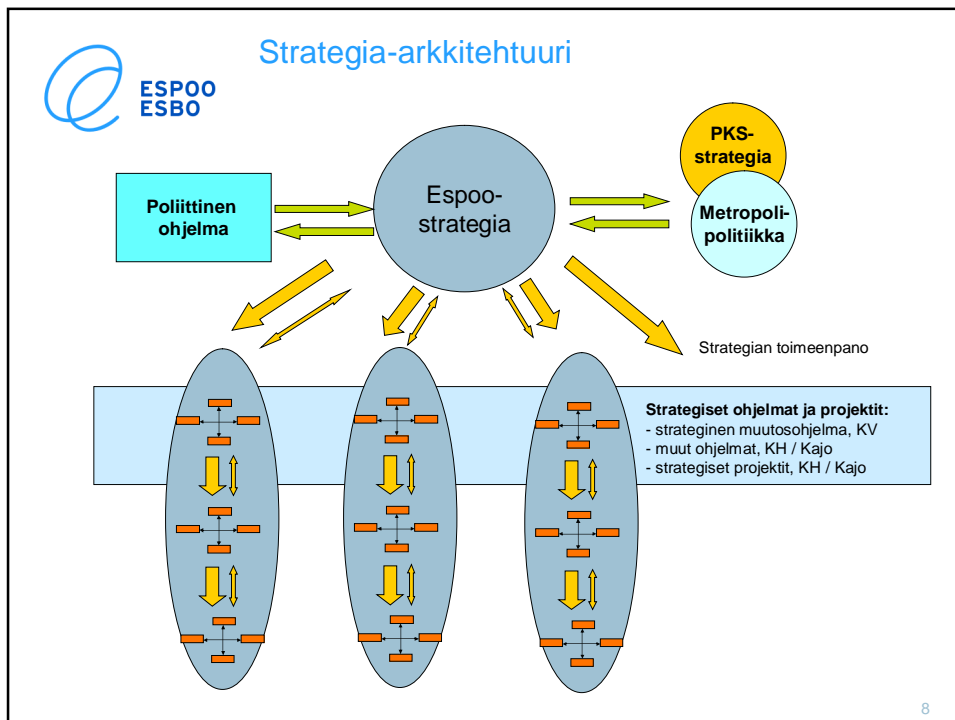 Strategia-arkkitehtuuri
ESPOO
ESBO
PKS-
strategia
Espoo-
strategia
Poliittinen
ohjelma
Metropoli-
politiikka
Strategian toimeenpano
Strategiset ohjelmat ja projektit:
- strateginen muutosohjelma, KV
- muut ohjelmat, KH / Kajo
- strategiset projektit, KH / Kajo
8